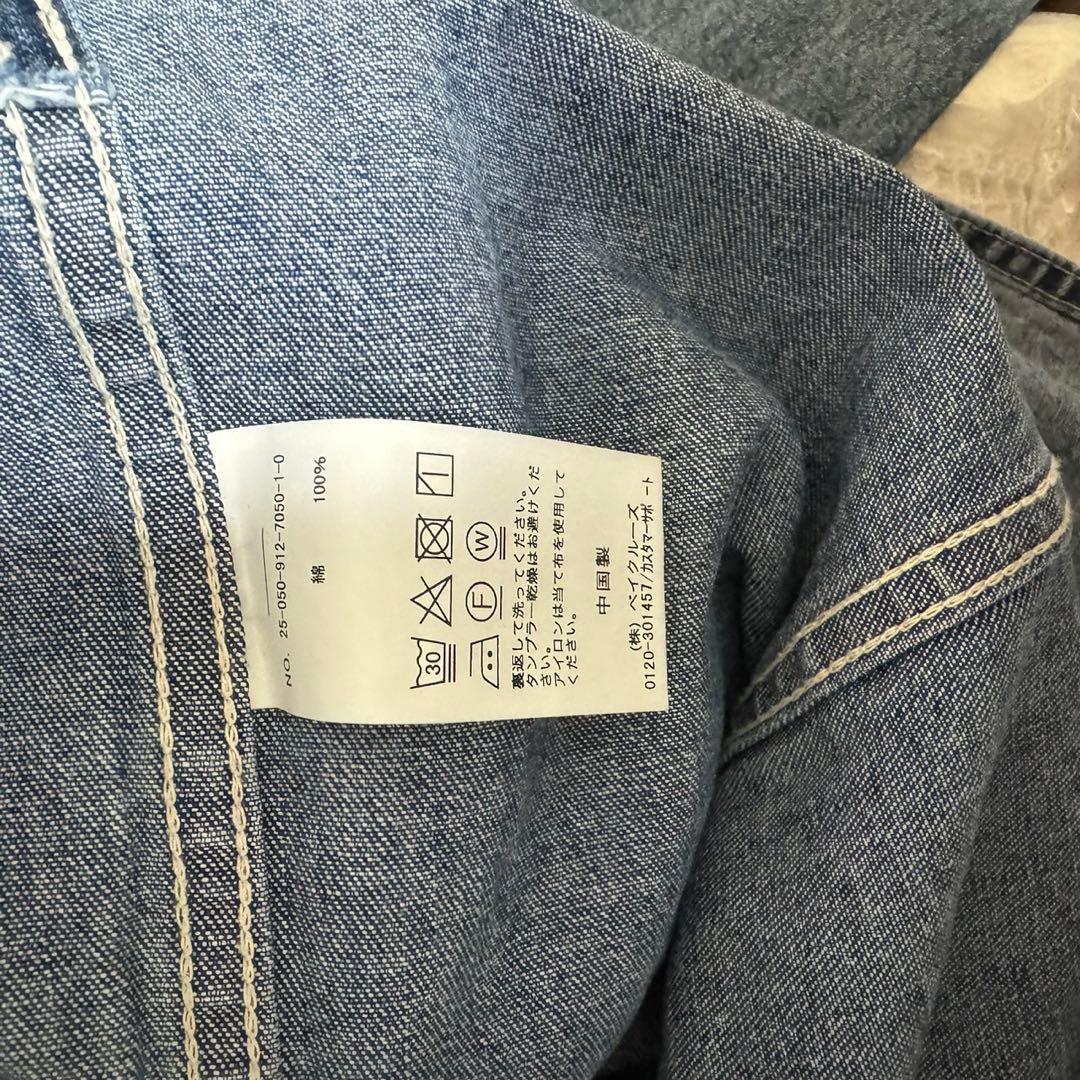 NO. 25-050-912-7050-1-0
綿 100%
30
F W
裏返して洗ってください。
タンブラー乾燥はお避けくだ
さい。
アイロンは当て布を使用して
ください。
中国製
(株) ベイクルーズ
0120-301457/カスタマーサポート